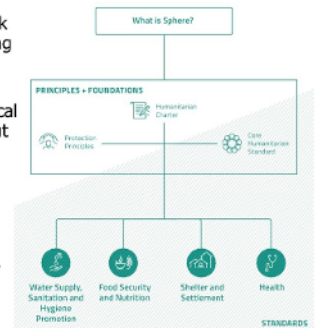 What is Sphere?
k
g
PRINCIPLES + FOUNDATIONS
Humanitarian
Charter
cal
t
Protection
Principles
Core
Humanitarian
Standard
Water Supply,
Sanitation and
Hygiene
Promotion
Food Security
and Nutrition
Shelter and
Settlement
Health
STANDARDS